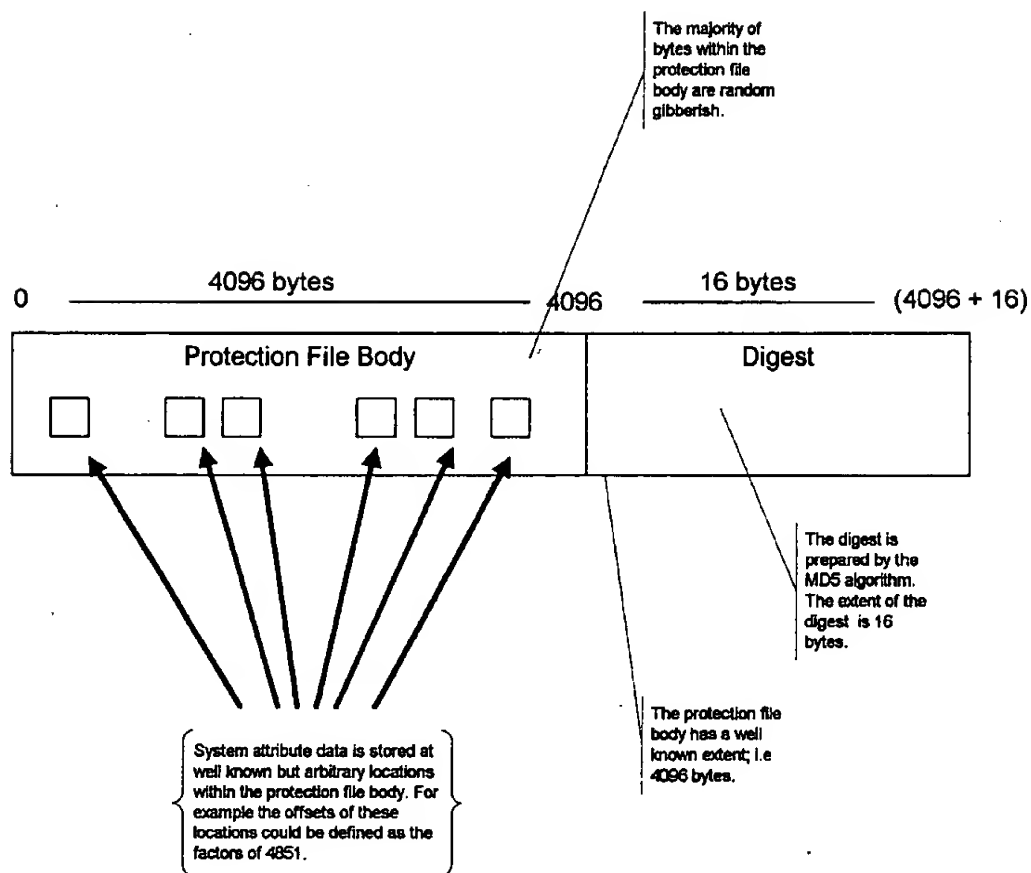 The majority of
bytes within the
protection file
body are random
gibberish.
4096 bytes
16 bytes
0
4096
(4096 + 16)
Protection File Body
Digest
The digest is
prepared by the
MD5 algorithm.
The extent of the
digest is 16
bytes.
The protection file
body has a well
known extent; i.e
4096 bytes.
System attribute data is stored at
well known but arbitrary locations
within the protection file body. For
example the offsets of these
locations could be defined as the
factors of 4851.